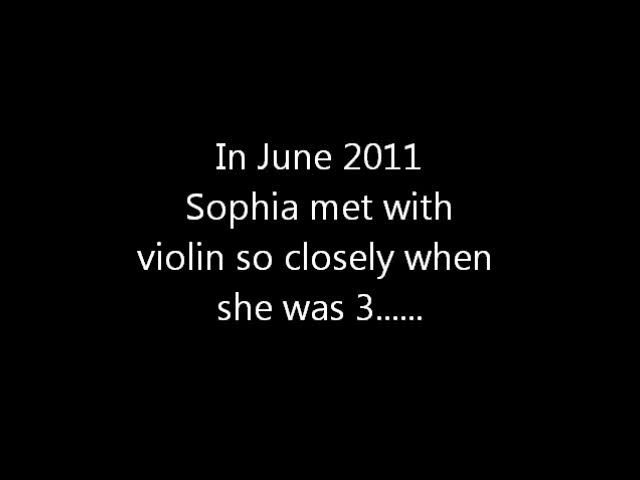 In June 2011
Sophia met with
violin so closely when
she was 3......